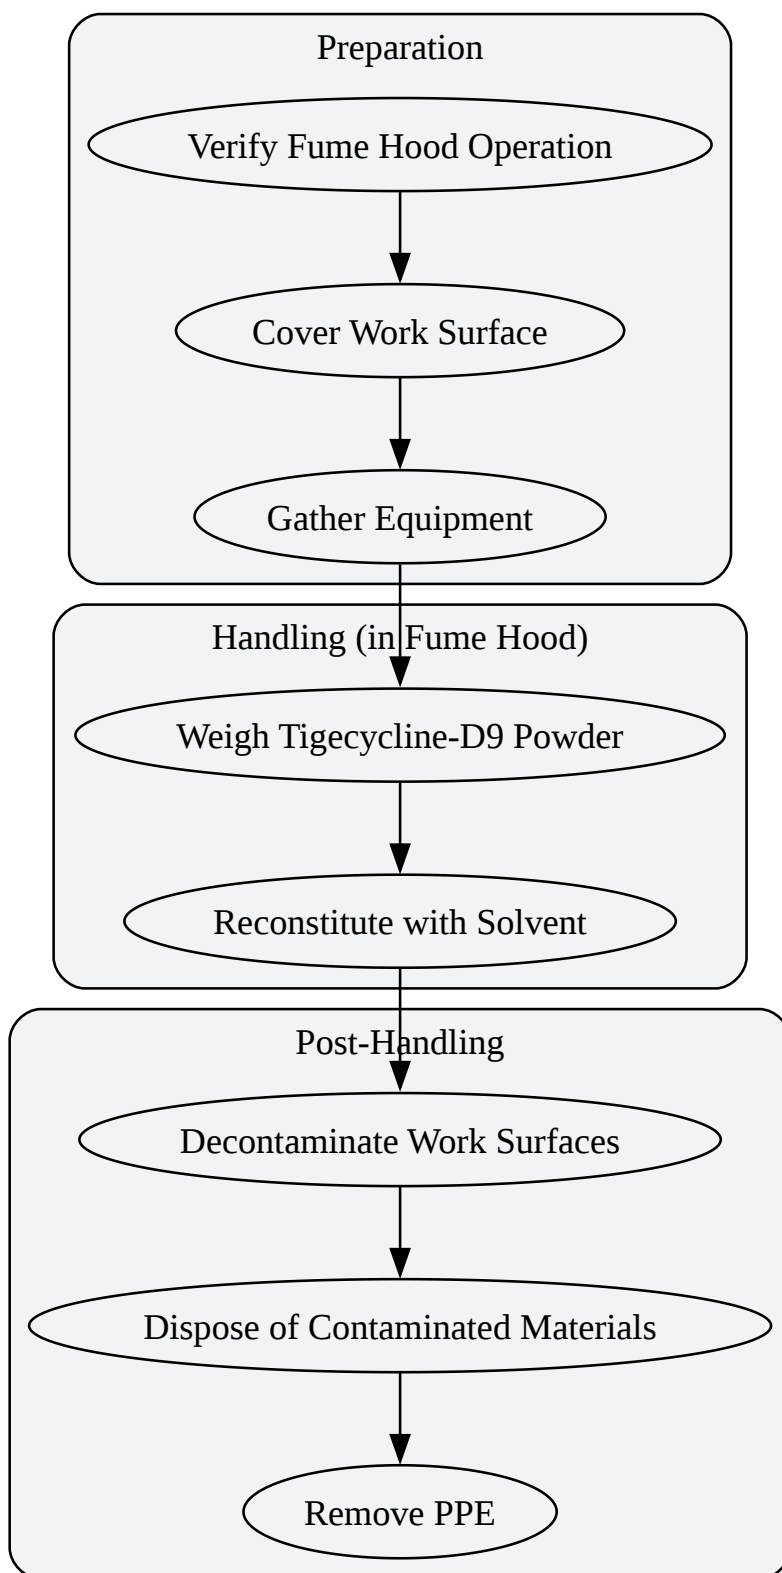 Preparation
Verify Fume Hood Operation
Cover Work Surface
Gather Equipment
Handling (in Fume Hood)
Weigh Tigecycline-D9 Powder
Reconstitute with Solvent
Post-Handling
Decontaminate Work Surfaces
Dispose of Contaminated Materials
Remove PPE